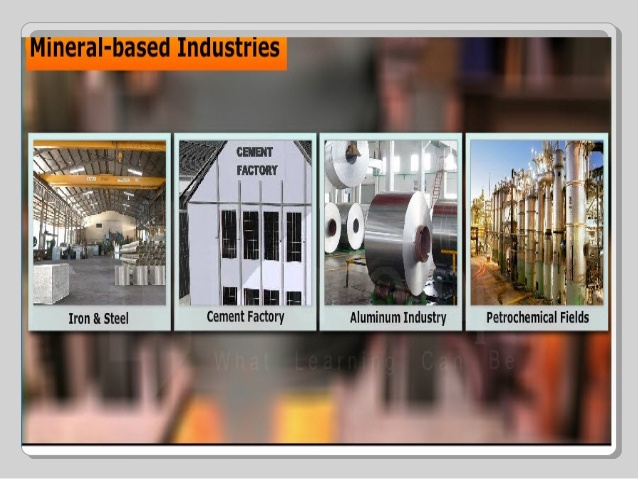 Mineral-based Industries
CEMENT
FACTORY
Iron & Steel
Cement Factory
Aluminum Industry
Petrochemical Fields
What Learning Can Be